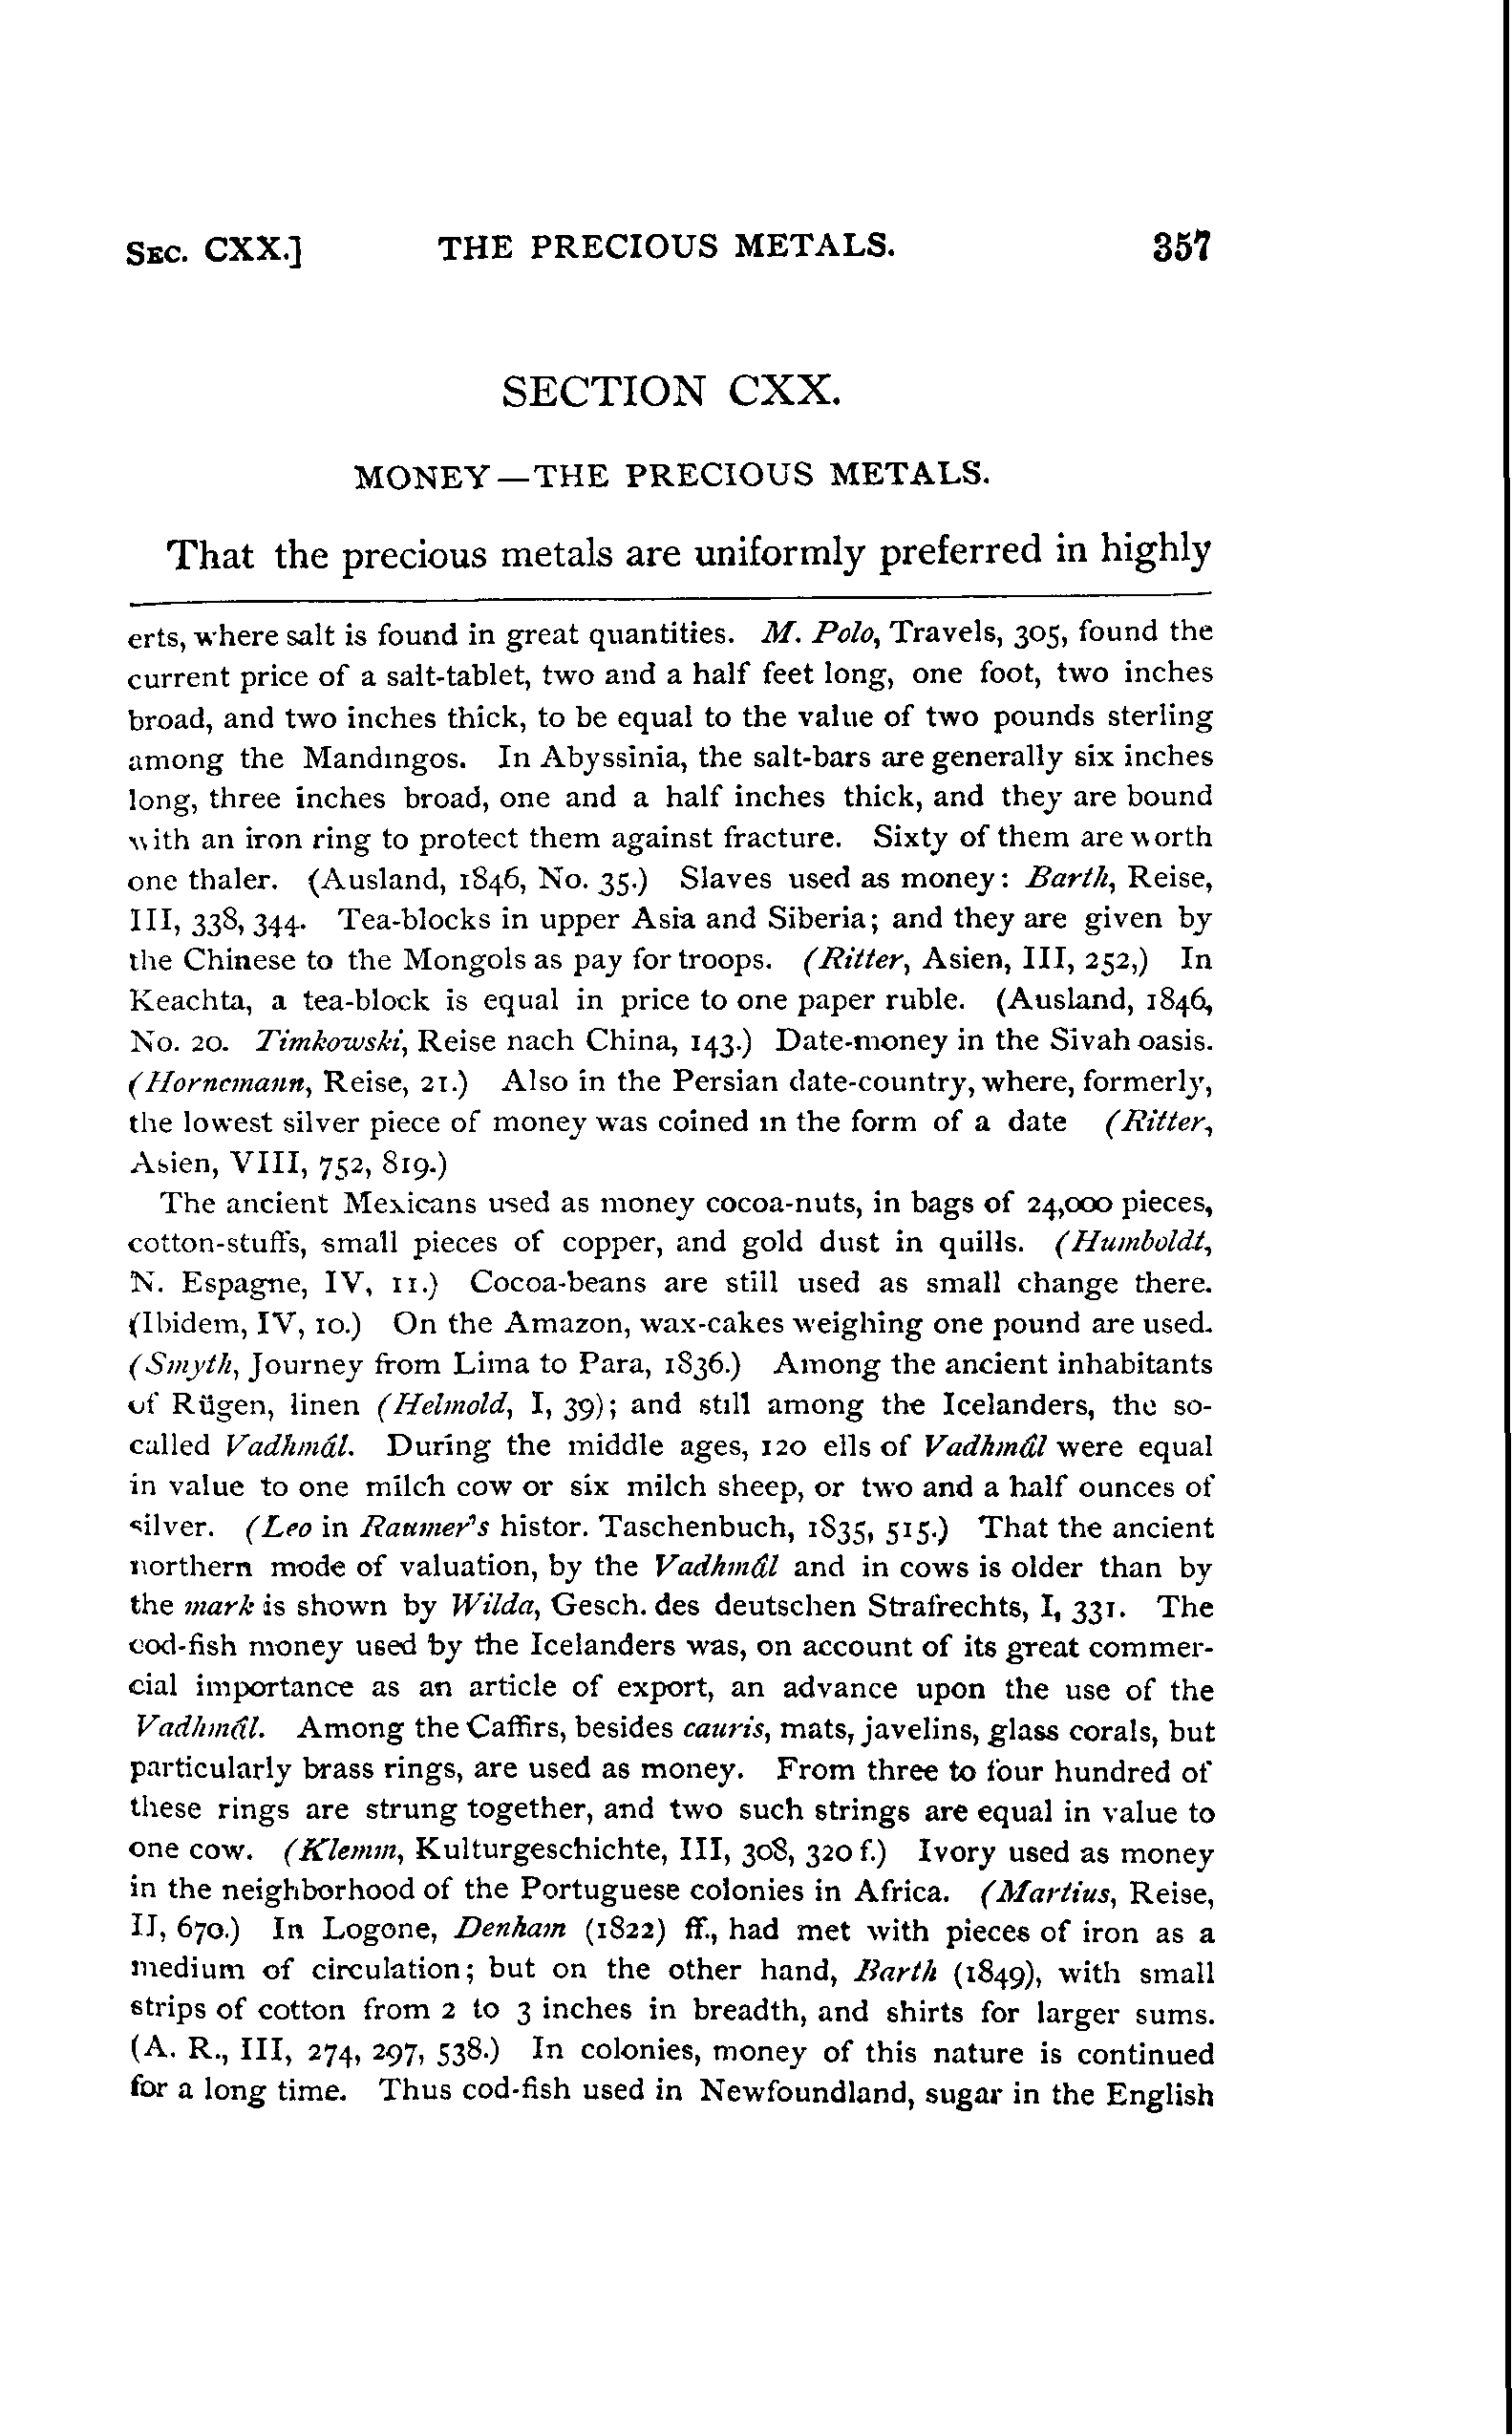 SEC. CXX.] THE PRECIOUS METALS. 357
SECTION CXX.
MONEY—THE PRECIOUS METALS.
That the precious metals are uniformly preferred in highly
erts, where salt is found in great quantities. M. Polo, Travels, 305, found the
current price of a salt-tablet, two and a half feet long, one foot, two inches
broad, and two inches thick, to be equal to the value of two pounds sterling
among the Mandingos. In Abyssinia, the salt-bars are generally six inches
long, three inches broad, one and a half inches thick, and they are bound
with an iron ring to protect them against fracture. Sixty of them are worth
one thaler. (Ausland, 1846, No. 35.) Slaves used as money: Barth, Reise,
III, 338, 344. Tea-blocks in upper Asia and Siberia; and they are given by
the Chinese to the Mongols as pay for troops. (Ritter, Asien, III, 252,) In
Keachta, a tea-block is equal in price to one paper ruble. (Ausland, 1846,
No. 20. Timkowski, Reise nach China, 143.) Date-money in the Sivah oasis.
(Hornemann, Reise, 21.) Also in the Persian date-country, where, formerly,
the lowest silver piece of money was coined in the form of a date (Ritter,
Asien, VIII, 752, 819.)
The ancient Mexicans used as money cocoa-nuts, in bags of 24,000 pieces,
cotton-stuffs, small pieces of copper, and gold dust in quills. (Humboldt,
N. Espagne, IV, 11.) Cocoa-beans are still used as small change there.
(Ibidem, IV, 10.) On the Amazon, wax-cakes weighing one pound are used.
(Smyth, Journey from Lima to Para, 1836.) Among the ancient inhabitants
of Rügen, linen (Helmold, I, 39); and still among the Icelanders, the so-
called Vadhmâl. During the middle ages, 120 ells of Vadhmâl were equal
in value to one milch cow or six milch sheep, or two and a half ounces of
silver. (Leo in Raumer's histor. Taschenbuch, 1835, 515.) That the ancient
northern mode of valuation, by the Vadhmâl and in cows is older than by
the mark is shown by Wilda, Gesch. des deutschen Strafrechts, I, 331. The
cod-fish money used by the Icelanders was, on account of its great commer-
cial importance as an article of export, an advance upon the use of the
Vadhmâl. Among the Caffirs, besides cauris, mats, javelins, glass corals, but
particularly brass rings, are used as money. From three to four hundred of
these rings are strung together, and two such strings are equal in value to
one cow. (Klemm, Kulturgeschichte, III, 308, 320 f.) Ivory used as money
in the neighborhood of the Portuguese colonies in Africa. (Martius, Reise,
II, 670.) In Logone, Denham (1822) ff., had met with pieces of iron as a
medium of circulation; but on the other hand, Barth (1849), with small
strips of cotton from 2 to 3 inches in breadth, and shirts for larger sums.
(A. R., III, 274, 297, 538.) In colonies, money of this nature is continued
for a long time. Thus cod-fish used in Newfoundland, sugar in the English